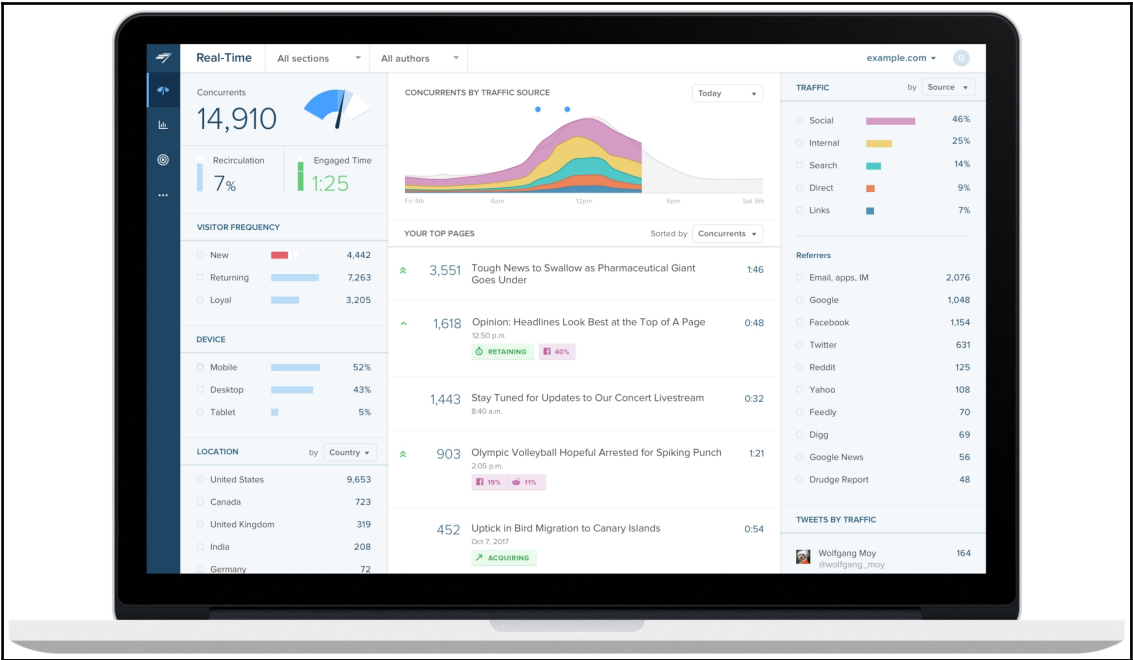 Real-Time
All sections
All authors
example.com
G
Concurrents
14,910
Recirculation
7%
Engaged Time
1:25
VISITOR FREQUENCY
New 4,442
Returning 7,263
Loyal 3,205
DEVICE
Mobile 52%
Desktop 43%
Tablet 5%
LOCATION by Country
United States 9,653
Canada 723
United Kingdom 319
India 208
Germany 72
CONCURRENTS BY TRAFFIC SOURCE
Today
Fri 4th 6am 12pm 6pm Sat 5th
YOUR TOP PAGES Sorted by Concurrents
3,551 Tough News to Swallow as Pharmaceutical Giant 1:46
Goes Under
1,618 Opinion: Headlines Look Best at the Top of A Page 0:48
12:50 p.m.
RETAINING 40%
1,443 Stay Tuned for Updates to Our Concert Livestream 0:32
8:40 a.m.
903 Olympic Volleyball Hopeful Arrested for Spiking Punch 1:21
2:05 p.m.
19% 11%
452 Uptick in Bird Migration to Canary Islands 0:54
Oct 7, 2017
ACQUIRING
TRAFFIC by Source
Social 46%
Internal 25%
Search 14%
Direct 9%
Links 7%
Referrers
Email, apps, IM 2,076
Google 1,048
Facebook 1,154
Twitter 631
Reddit 125
Yahoo 108
Feedly 70
Digg 69
Google News 56
Drudge Report 48
TWEETS BY TRAFFIC
Wolfgang Moy 164
@wolfgang_moy